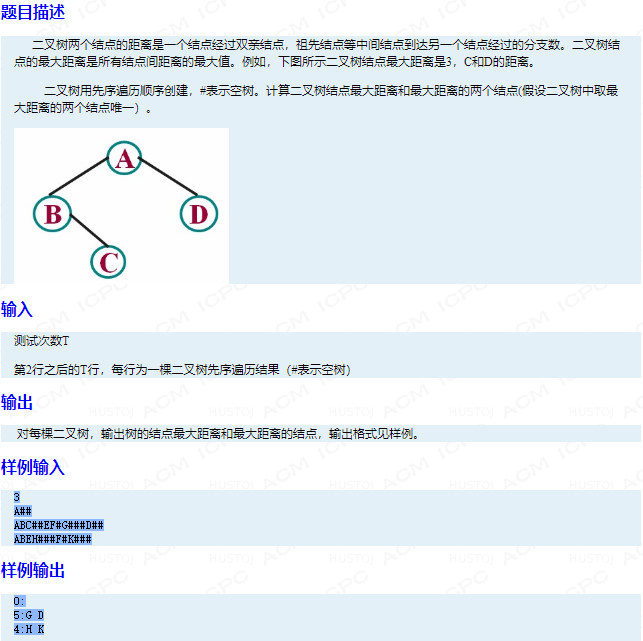 题目描述
二叉树两个结点的距离是一个结点经过双亲结点，祖先结点等中间结点到达另一个结点经过的分支数。二叉树结
点的最大距离是所有结点间距离的最大值。例如，下图所示二叉树结点最大距离是3，C和D的距离。
二叉树用先序遍历顺序创建，#表示空树。计算二叉树结点最大距离和最大距离的两个结点(假设二叉树中取最
大距离的两个结点唯一）。
A
B
D
C
输入
测试次数T
第2行之后的T行，每行为一棵二叉树先序遍历结果（#表示空树）
输出
对每棵二叉树，输出树的结点最大距离和最大距离的结点，输出格式见样例。
样例输入
3
A##
ABC##EF#G###D##
ABEH###F#K###
样例输出
0:
5:G D
4:H K